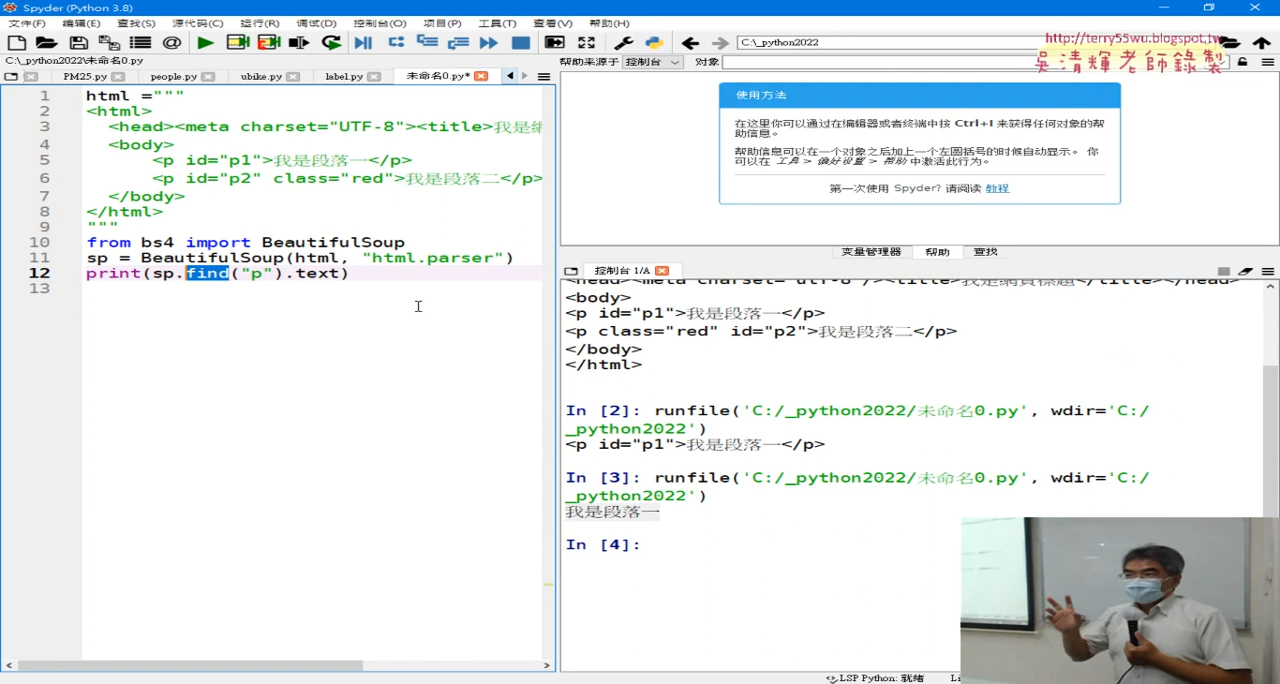 Spyder (Python 3.8)
文件(F) 编辑(E) 查找(S) 源代码(C) 运行(R) 调试(D) 控制台(O) 项目(P) 工具(T) 查看(V) 帮助(H)
C:\_python2022
http://terry55wu.blogspot.tw
吳清輝老師錄製
C:\_python2022\未命名0.py
PM25.py people.py ubike.py label.py 未命名0.py*
帮助来源于 控制台 对象
1 html ="""
2 <html>
3 <head><meta charset="UTF-8"><title>我是網
4 <body>
5 <p id="p1">我是段落一</p>
6 <p id="p2" class="red">我是段落二</p>
7 </body>
8 </html>
9 """
10 from bs4 import BeautifulSoup
11 sp = BeautifulSoup(html, "html.parser")
12 print(sp.find("p").text)
13
使用方法
在这里你可以通过在编辑器或者终端中按 Ctrl+I 来获得任何对象的帮
助信息。
帮助信息可以在一个对象之后加上一个左圆括号的时候自动显示。 你
可以在 工具 > 偏好设置 > 帮助 中激活此行为。
第一次使用 Spyder? 请阅读 教程
变量管理器 帮助 查找
控制台 1/A
<head><meta charset="utf-8"/><title>我是網頁標題</title></head>
<body>
<p id="p1">我是段落一</p>
<p class="red" id="p2">我是段落二</p>
</body>
</html>
In [2]: runfile('C:/_python2022/未命名0.py', wdir='C:/
_python2022')
<p id="p1">我是段落一</p>
In [3]: runfile('C:/_python2022/未命名0.py', wdir='C:/
_python2022')
我是段落一
In [4]:
LSP Python: 就绪